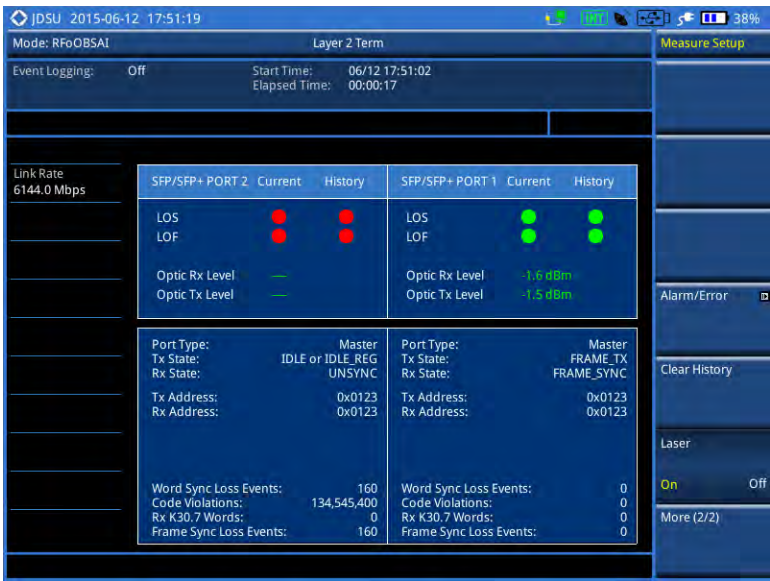 JDSU 2015-06-12 17:51:19 INT 38%
Mode: RFoOBSAI Layer 2 Term Measure Setup
Event Logging: Off Start Time: 06/12 17:51:02
Elapsed Time: 00:00:17
Link Rate
6144.0 Mbps
SFP/SFP+ PORT 2 Current History SFP/SFP+ PORT 1 Current History
LOS LOS
LOF LOF
Optic Rx Level — Optic Rx Level -1.6 dBm
Optic Tx Level — Optic Tx Level -1.5 dBm
Alarm/Error
Port Type: Master Port Type: Master
Tx State: IDLE or IDLE_REG Tx State: FRAME_TX
Rx State: UNSYNC Rx State: FRAME_SYNC
Clear History
Tx Address: 0x0123 Tx Address: 0x0123
Rx Address: 0x0123 Rx Address: 0x0123
Laser
On Off
Word Sync Loss Events: 160 Word Sync Loss Events: 0
Code Violations: 134,545,400 Code Violations: 0
Rx K30.7 Words: 0 Rx K30.7 Words: 0
Frame Sync Loss Events: 160 Frame Sync Loss Events: 0
More (2/2)